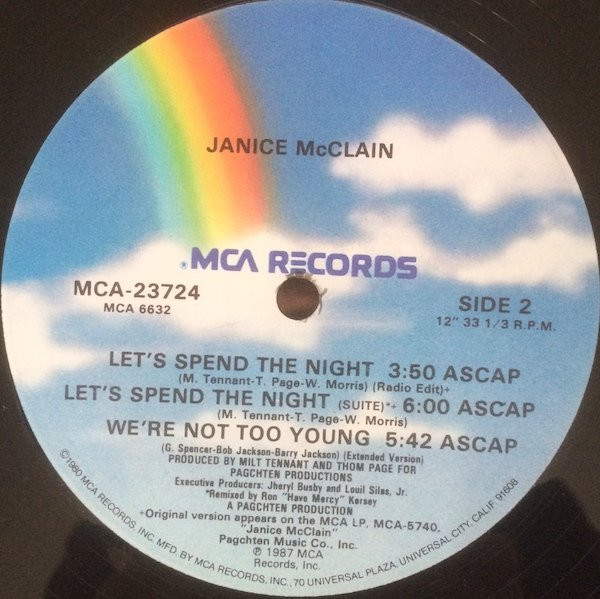 JANICE McCLAIN
®MCA RECORDS
MCA-23724
MCA 6632
SIDE 2
12" 33 1/3 R.P.M.
LET'S SPEND THE NIGHT 3:50 ASCAP
(M. Tennant-T. Page-W. Morris) (Radio Edit)+
LET'S SPEND THE NIGHT (SUITE)*+ 6:00 ASCAP
(M. Tennant-T. Page-W. Morris)
WE'RE NOT TOO YOUNG 5:42 ASCAP
(G. Spencer-Bob Jackson-Barry Jackson) (Extended Version)
PRODUCED BY MILT TENNANT AND THOM PAGE FOR
PAGCHTEN PRODUCTIONS
Executive Producers: Jheryl Busby and Louil Silas, Jr.
*Remixed by Ron "Have Mercy" Kersey
A PAGCHTEN PRODUCTION
+Original version appears on the MCA LP, MCA-5740.
"Janice McClain"
Pagchten Music Co., Inc.
℗ 1987 MCA
Records, Inc.
©1980 MCA RECORDS, INC. MFD. BY MCA RECORDS, INC., 70 UNIVERSAL PLAZA, UNIVERSAL CITY, CALIF. 91608